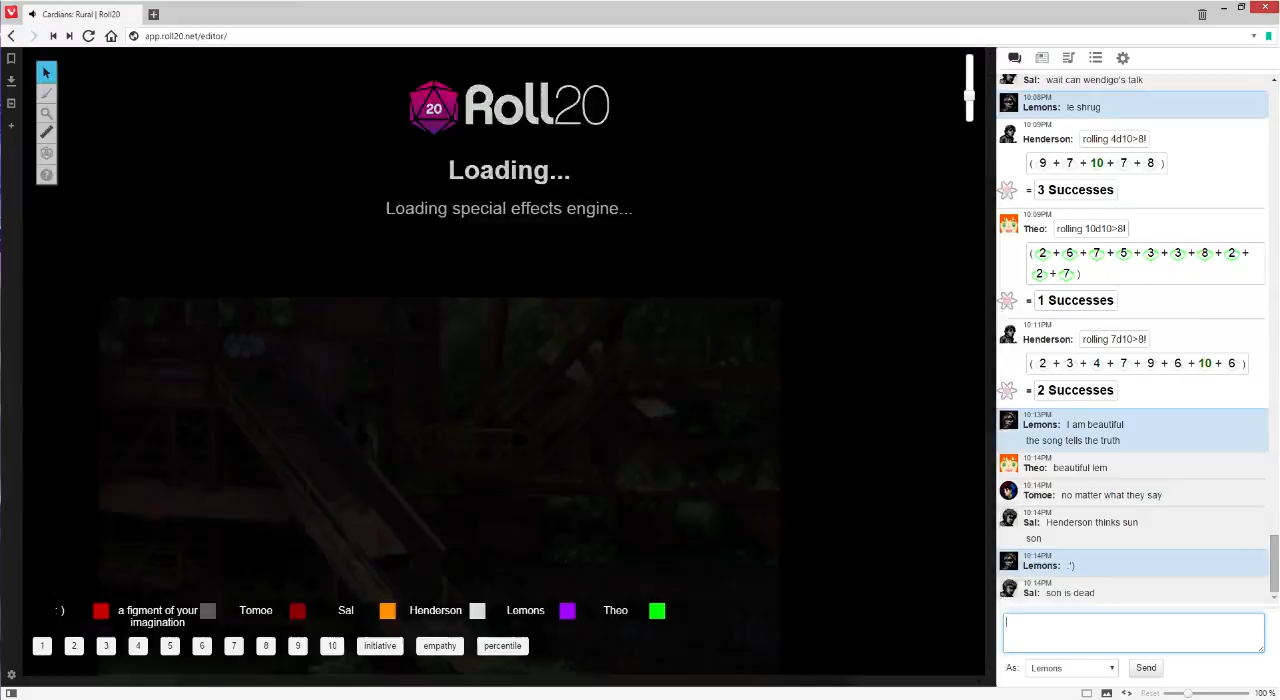 Cardians: Rural | Roll20
app.roll20.net/editor/
20 Roll20
Loading...
Loading special effects engine...
: )
a figment of your
imagination
Tomoe
Sal
Henderson
Lemons
Theo
1 2 3 4 5 6 7 8 9 10 initiative empathy percentile
Sal: wait can wendigo's talk
10:08PM
Lemons: le shrug
10:09PM
Henderson: rolling 4d10>8!
( 9 + 7 + 10 + 7 + 8 )
= 3 Successes
10:09PM
Theo: rolling 10d10>8!
( 2 + 6 + 7 + 5 + 3 + 3 + 8 + 2 +
2 + 7 )
= 1 Successes
10:11PM
Henderson: rolling 7d10>8!
( 2 + 3 + 4 + 7 + 9 + 6 + 10 + 6 )
= 2 Successes
10:13PM
Lemons: I am beautiful
the song tells the truth
10:14PM
Theo: beautiful lem
10:14PM
Tomoe: no matter what they say
10:14PM
Sal: Henderson thinks sun
son
10:14PM
Lemons: :')
10:14PM
Sal: son is dead
As: Lemons Send
Reset 100 %